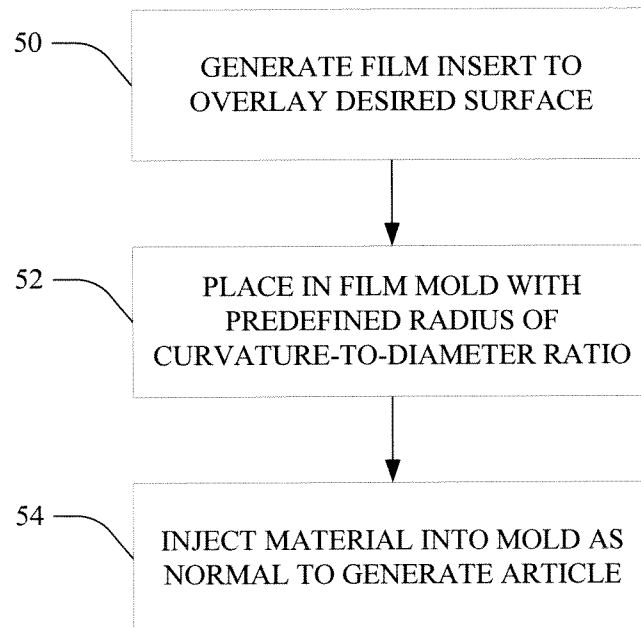 50
GENERATE FILM INSERT TO
OVERLAY DESIRED SURFACE
52
PLACE IN FILM MOLD WITH
PREDEFINED RADIUS OF
CURVATURE-TO-DIAMETER RATIO
54
INJECT MATERIAL INTO MOLD AS
NORMAL TO GENERATE ARTICLE